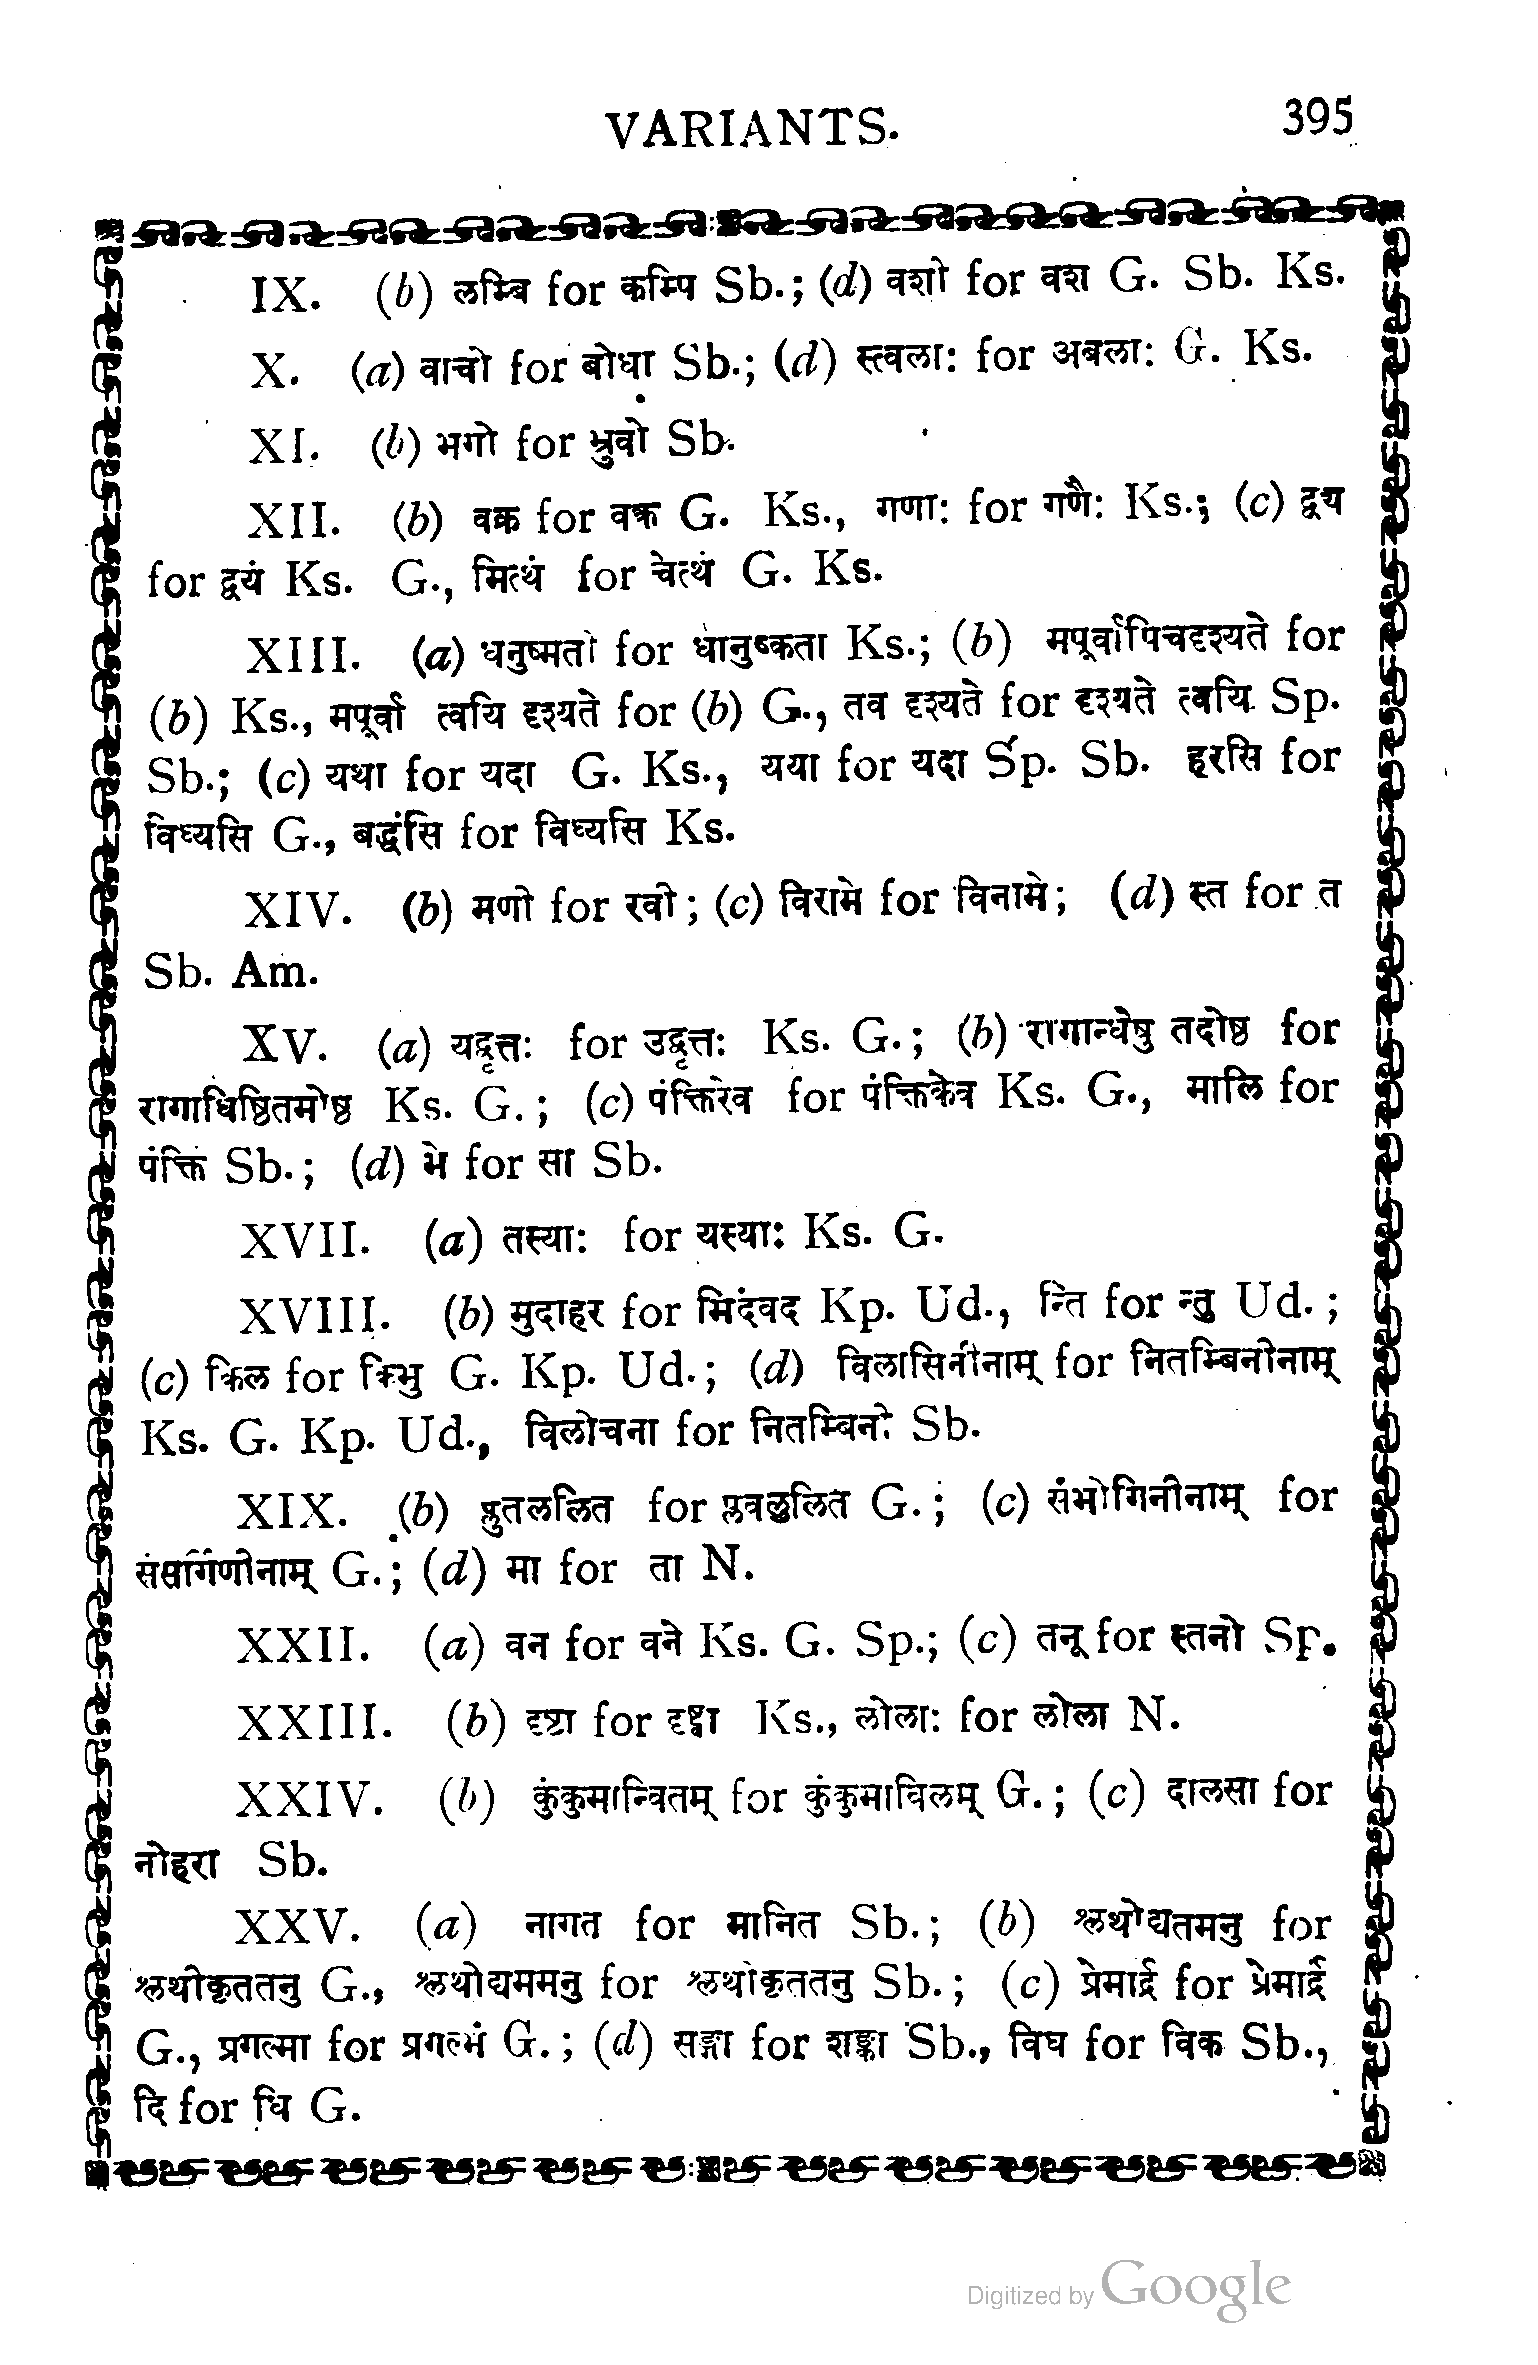 VARIANTS. 395
IX. (b) लम्बि for कम्पि Sb.; (d) वशो for वश G. Sb. Ks.
X. (a) वाचो for बोधा Sb.; (d) स्त्वला: for अबला: G. Ks.
XI. (b) भगो for भ्रुवो Sb.
XII. (b) वक्र for वक्त्र G. Ks., गणा: for गणै: Ks.; (c) द्वय
for द्वयं Ks. G., मित्थं for चेत्थं G. Ks.
XIII. (a) धनुष्मतो for धानुष्कता Ks.; (b) मपूर्वापिचदृश्यते for
(b) Ks., मपूर्वा त्वयि दृश्यते for (b) G., तव दृश्यते for दृश्यते त्वयि Sp.
Sb.; (c) यथा for यदा G. Ks., यया for यदा Sp. Sb. हरसि for
विध्यसि G., बद्धंसि for विध्यसि Ks.
XIV. (b) मणो for रवो; (c) विरामे for विनामे; (d) स्त for त
Sb. Am.
XV. (a) यद्वृत्त: for उद्वृत्त: Ks. G.; (b) रागान्धेषु तदोष्ठ for
रागाधिष्ठितमोष्ठ Ks. G.; (c) पंक्तिरेव for पंक्तिकेव Ks. G., मालि for
पंक्ति Sb.; (d) भे for सा Sb.
XVII. (a) तस्या: for यस्या: Ks. G.
XVIII. (b) मुदाहर for मिदंवद Kp. Ud., न्ति for न्तु Ud.;
(c) किल for किमु G. Kp. Ud.; (d) विलासिनीनाम् for नितम्बिनीनाम्
Ks. G. Kp. Ud., विलोचना for नितम्बिनी Sb.
XIX. (b) प्लुतललित for प्लवलुलित G.; (c) संभोगिनीनाम् for
संसर्गिणीनाम् G.; (d) मा for ता N.
XXII. (a) वन for वने Ks. G. Sp.; (c) तनू for स्तनो Sp.
XXIII. (b) दृष्टा for दृष्ट्वा Ks., लोला: for लोला N.
XXIV. (b) कुंकुमान्वितम् for कुंकुमाविलम् G.; (c) दालसा for
नोहरा Sb.
XXV. (a) नागत for मानित Sb.; (b) श्लथोद्यतमनु for
श्लथीकृततनु G., श्लथोद्यममनु for श्लथीकृततनु Sb.; (c) प्रेमार्द्र for प्रेमार्द्रं
G., प्रगल्भा for प्रगल्भं G.; (d) सङ्गा for शङ्का Sb., विघ for विक Sb.,
दि for धि G.
Digitized by Google